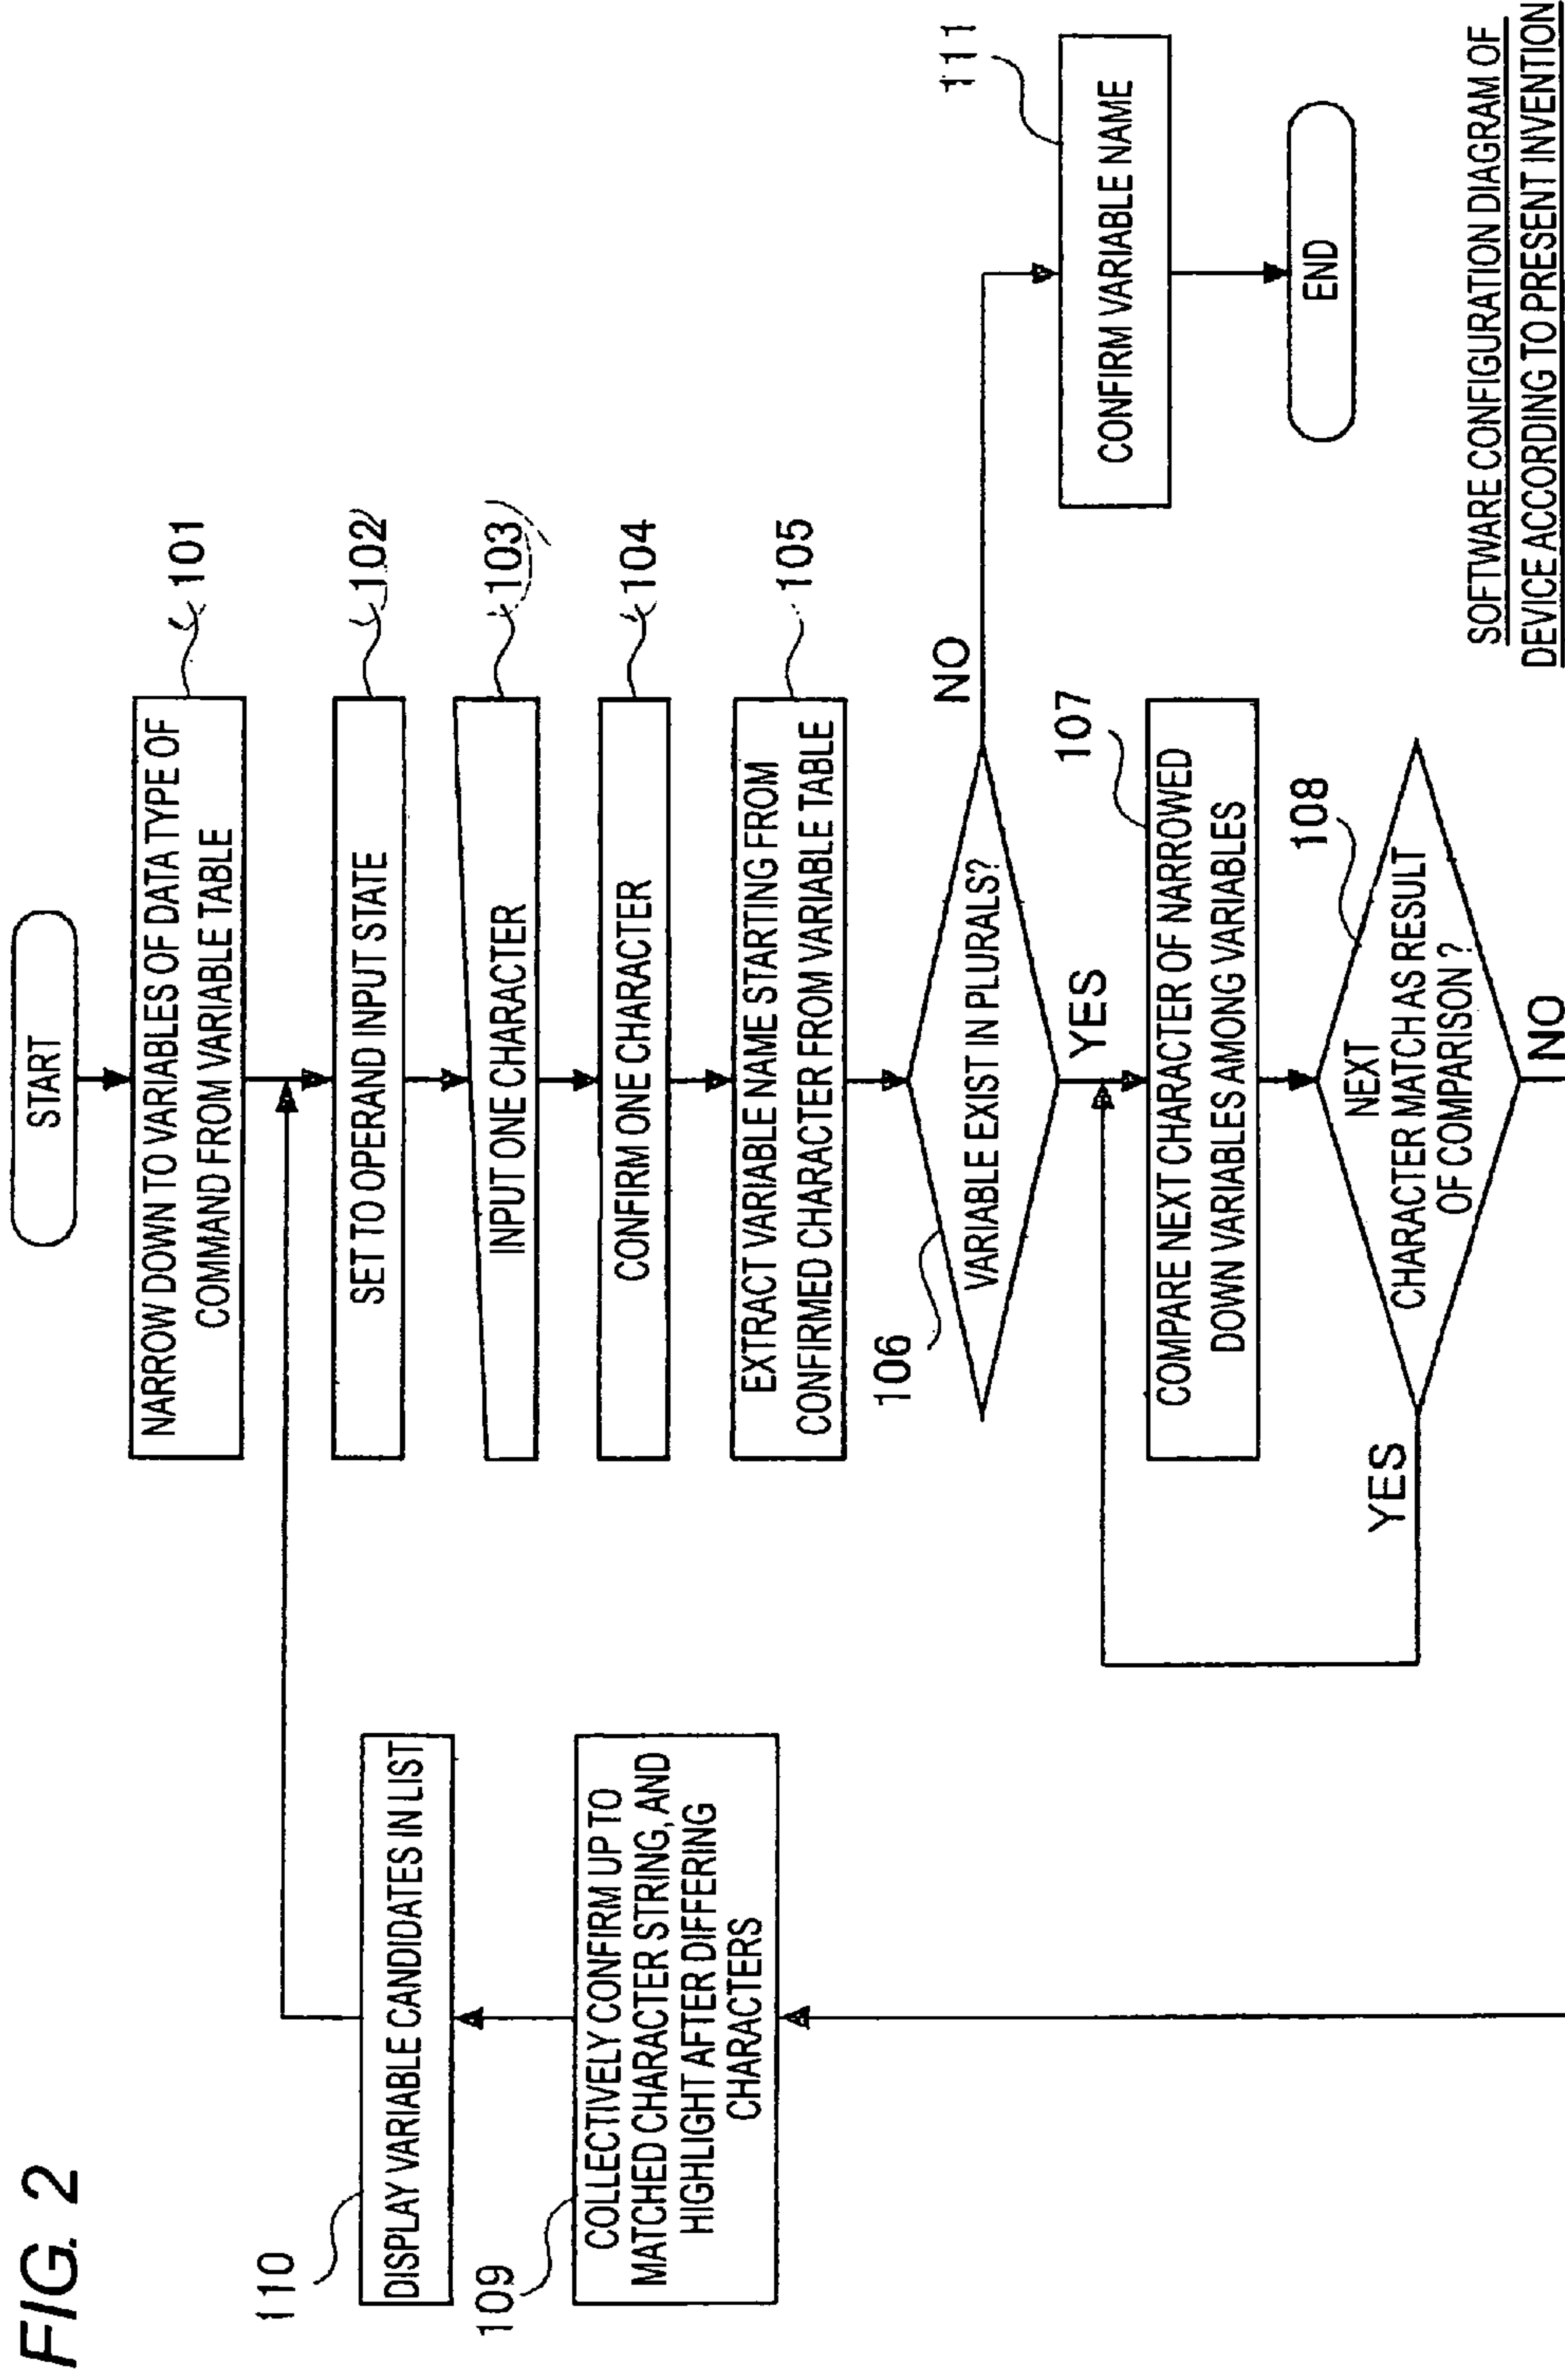 FIG. 2
START
NARROW DOWN TO VARIABLES OF DATA TYPE OF
COMMAND FROM VARIABLE TABLE
101
SET TO OPERAND INPUT STATE
102
INPUT ONE CHARACTER
103
CONFIRM ONE CHARACTER
104
EXTRACT VARIABLE NAME STARTING FROM
CONFIRMED CHARACTER FROM VARIABLE TABLE
105
VARIABLE EXIST IN PLURALS?
106
NO
YES
COMPARE NEXT CHARACTER OF NARROWED
DOWN VARIABLES AMONG VARIABLES
107
NEXT
CHARACTER MATCH AS RESULT
OF COMPARISON ?
108
YES
NO
COLLECTIVELY CONFIRM UP TO
MATCHED CHARACTER STRING, AND
HIGHLIGHT AFTER DIFFERING
CHARACTERS
109
DISPLAY VARIABLE CANDIDATES IN LIST
110
CONFIRM VARIABLE NAME
111
END
SOFTWARE CONFIGURATION DIAGRAM OF
DEVICE ACCORDING TO PRESENT INVENTION